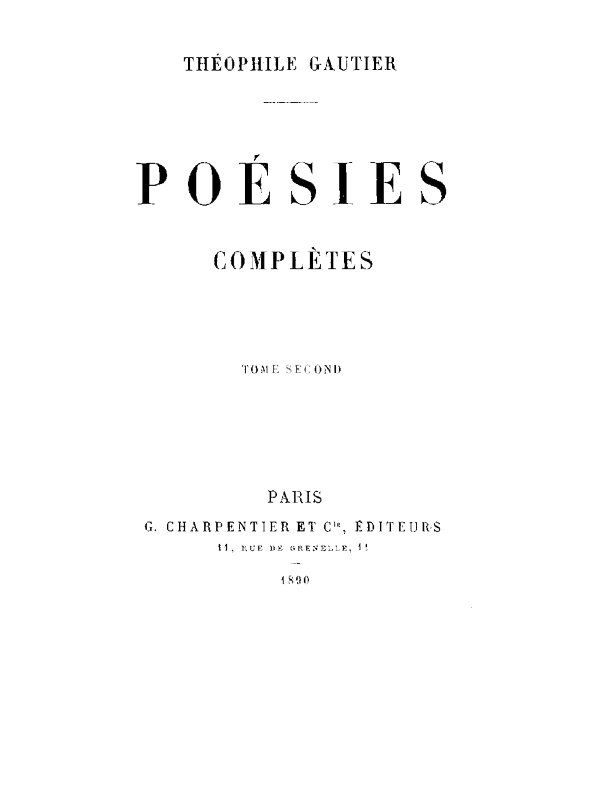 THÉOPHILE GAUTIER
POÉSIES
COMPLÈTES
TOME SECOND
PARIS
G. CHARPENTIER ET Cie, ÉDITEURS
11, RUE DE GRENELLE, 11
1890